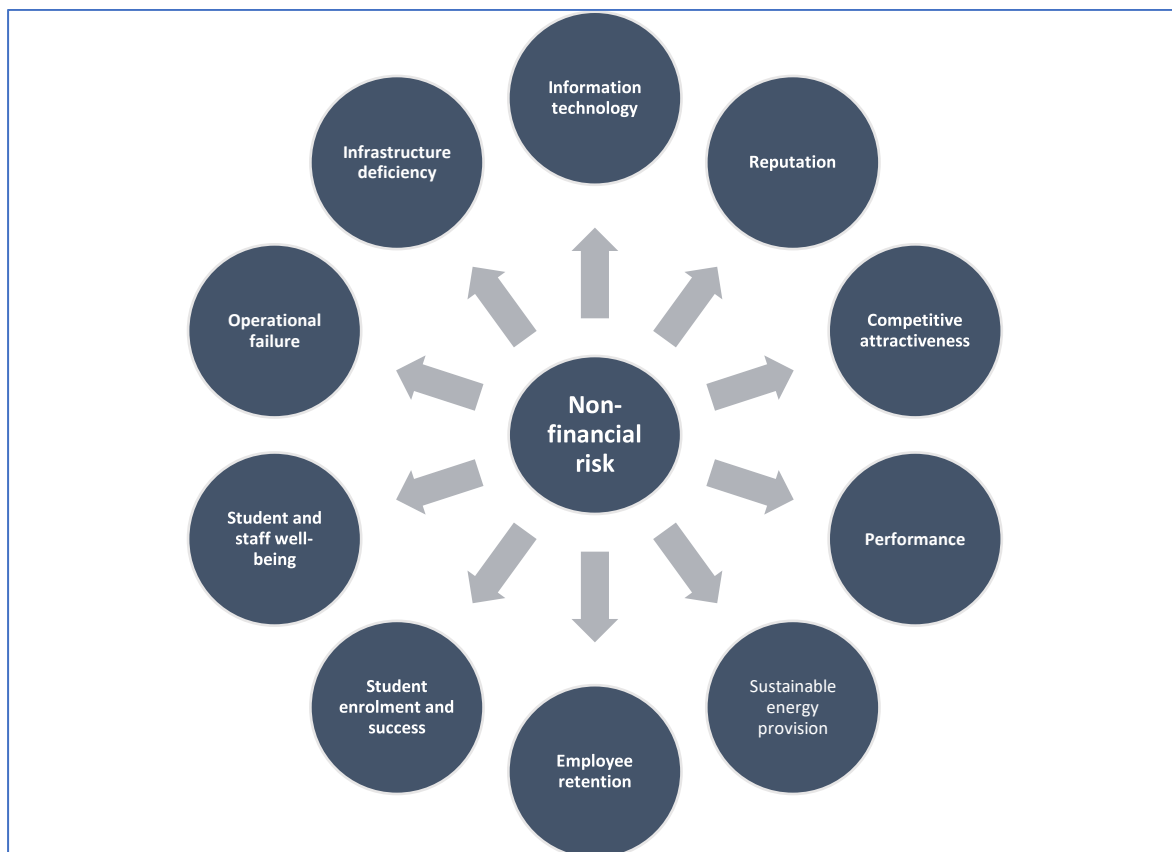 Information
technology
Reputation
Competitive
attractiveness
Performance
Sustainable
energy
provision
Employee
retention
Student
enrolment and
success
Student and
staff well-
being
Operational
failure
Infrastructure
deficiency
Non-
financial
risk